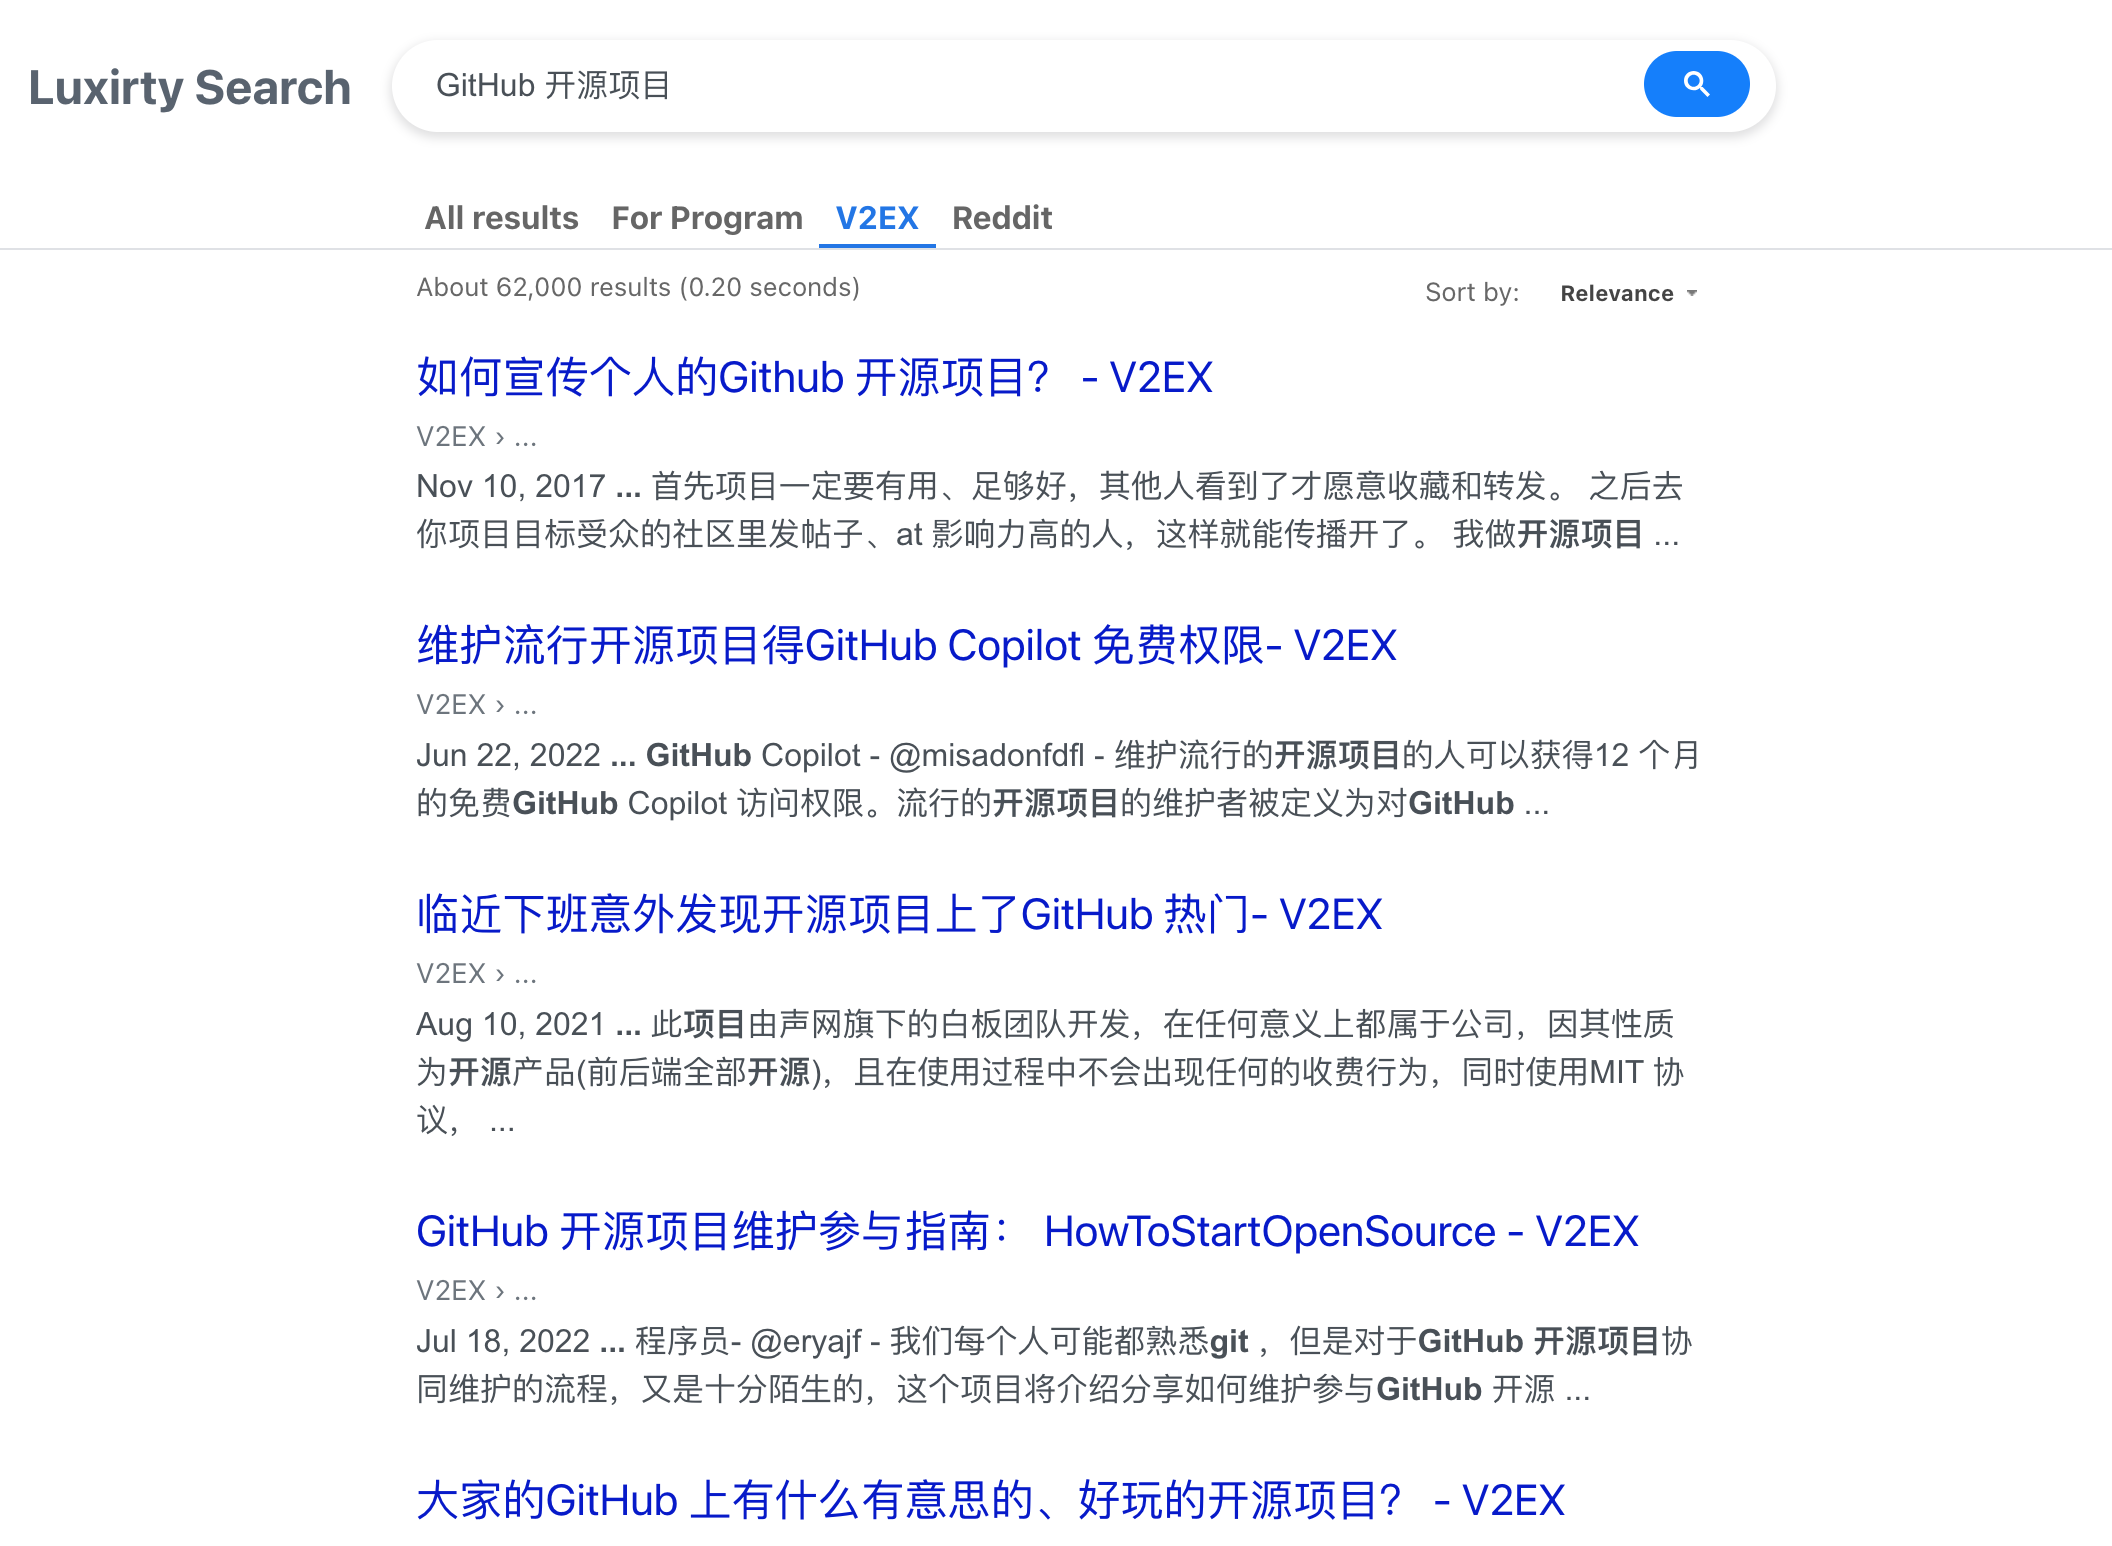 Luxirty Search
GitHub 开源项目
All results For Program V2EX Reddit
About 62,000 results (0.20 seconds)
Sort by: Relevance
如何宣传个人的Github 开源项目？ - V2EX
V2EX › ...
Nov 10, 2017 ... 首先项目一定要有用、足够好，其他人看到了才愿意收藏和转发。 之后去
你项目目标受众的社区里发帖子、at 影响力高的人，这样就能传播开了。 我做开源项目 ...
维护流行开源项目得GitHub Copilot 免费权限- V2EX
V2EX › ...
Jun 22, 2022 ... GitHub Copilot - @misadonfdfl - 维护流行的开源项目的人可以获得12 个月
的免费GitHub Copilot 访问权限。流行的开源项目的维护者被定义为对GitHub ...
临近下班意外发现开源项目上了GitHub 热门- V2EX
V2EX › ...
Aug 10, 2021 ... 此项目由声网旗下的白板团队开发，在任何意义上都属于公司，因其性质
为开源产品(前后端全部开源)，且在使用过程中不会出现任何的收费行为，同时使用MIT 协
议， ...
GitHub 开源项目维护参与指南： HowToStartOpenSource - V2EX
V2EX › ...
Jul 18, 2022 ... 程序员- @eryajf - 我们每个人可能都熟悉git ，但是对于GitHub 开源项目协
同维护的流程，又是十分陌生的，这个项目将介绍分享如何维护参与GitHub 开源 ...
大家的GitHub 上有什么有意思的、好玩的开源项目？ - V2EX